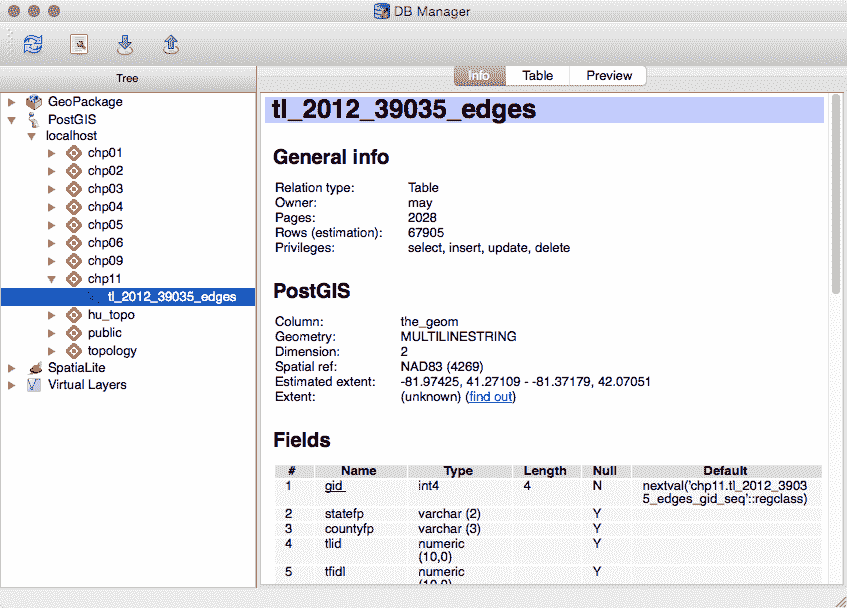 DB Manager
Tree
Info Table Preview
GeoPackage
PostGIS
localhost
chp01
chp02
chp03
chp04
chp05
chp06
chp09
chp11
tl_2012_39035_edges
hu_topo
public
topology
SpatiaLite
Virtual Layers
tl_2012_39035_edges
General info
Relation type: Table
Owner: may
Pages: 2028
Rows (estimation): 67905
Privileges: select, insert, update, delete
PostGIS
Column: the_geom
Geometry: MULTILINESTRING
Dimension: 2
Spatial ref: NAD83 (4269)
Estimated extent: -81.97425, 41.27109 - -81.37179, 42.07051
Extent: (unknown) (find out)
Fields
# Name Type Length Null Default
1 gid int4 4 N nextval('chp11.tl_2012_3903
5_edges_gid_seq'::regclass)
2 statefp varchar (2) Y
3 countyfp varchar (3) Y
4 tlid numeric Y
(10,0)
5 tfidl numeric Y
(10,0)